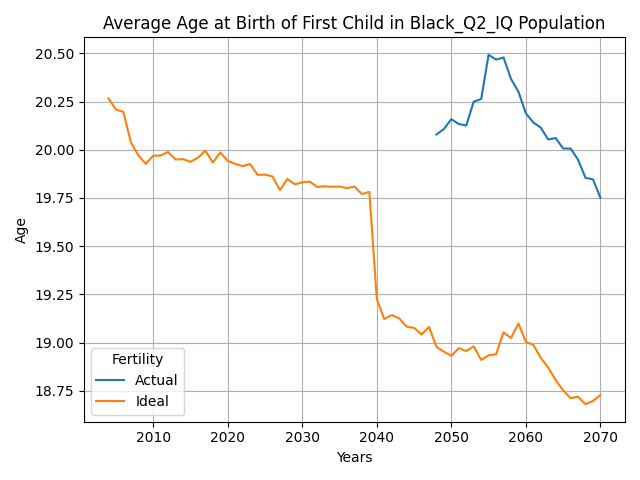 Average Age at Birth of First Child in Black_Q2_IQ Population
20.50
20.25
20.00
19.75
19.50
19.25
19.00
18.75
Age
Fertility
Actual
Ideal
2010 2020 2030 2040 2050 2060 2070
Years